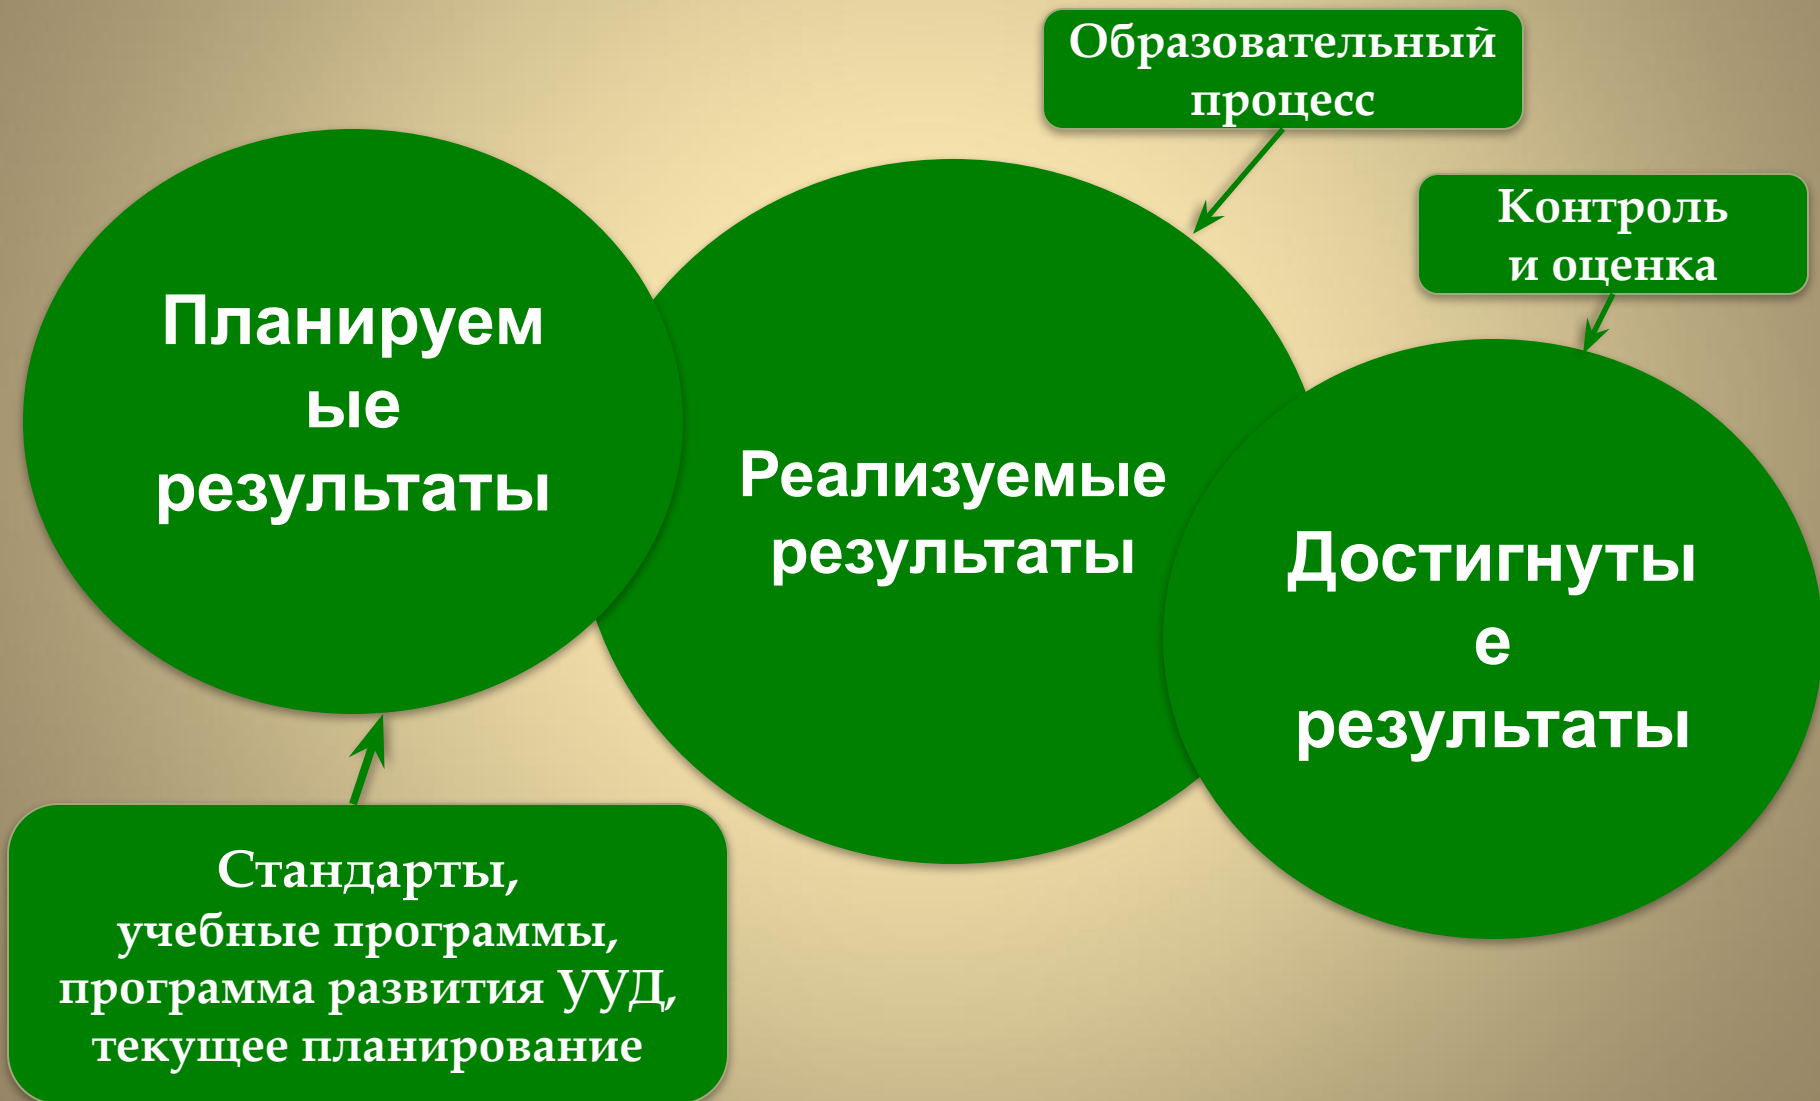 Образовательный
процесс
Контроль
и оценка
Планируем
ые
результаты
Реализуемые
результаты
Достигнуты
е
результаты
Стандарты,
учебные программы,
программа развития УУД,
текущее планирование